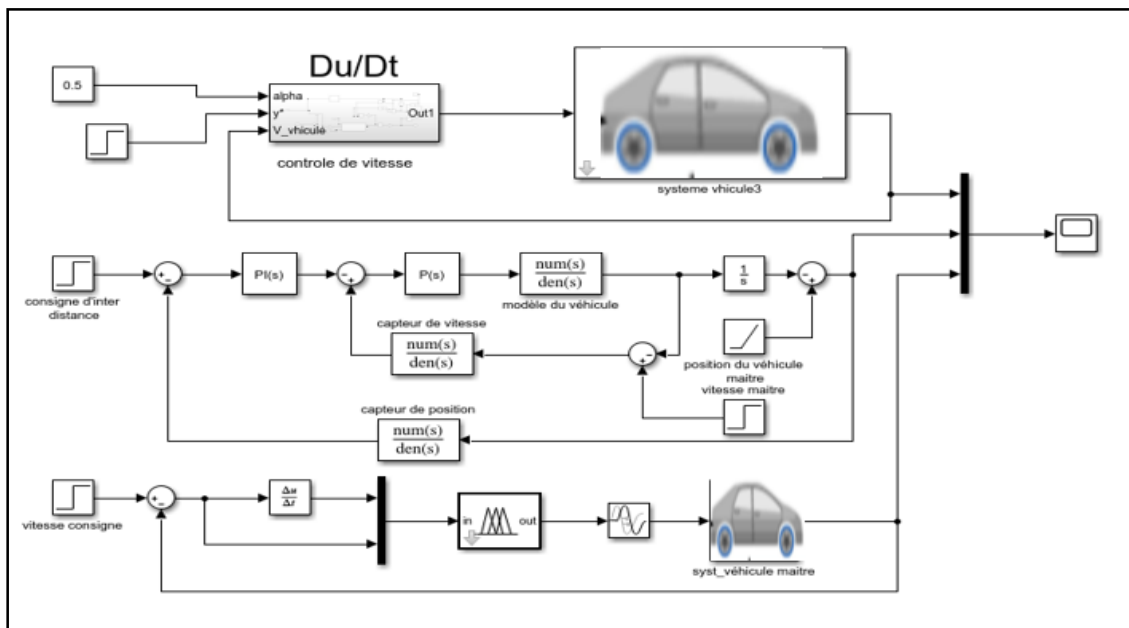 Du/Dt
0.5
alpha
y*
V_vhiculé
Out1
controle de vitesse
systeme vhicule3
consigne d'inter
distance
PI(s)
P(s)
num(s)
den(s)
modèle du véhicule
1
s
capteur de vitesse
num(s)
den(s)
position du véhicule
maitre
vitesse maitre
capteur de position
num(s)
den(s)
vitesse consigne
Δu
Δt
in
out
syst_véhicule maitre